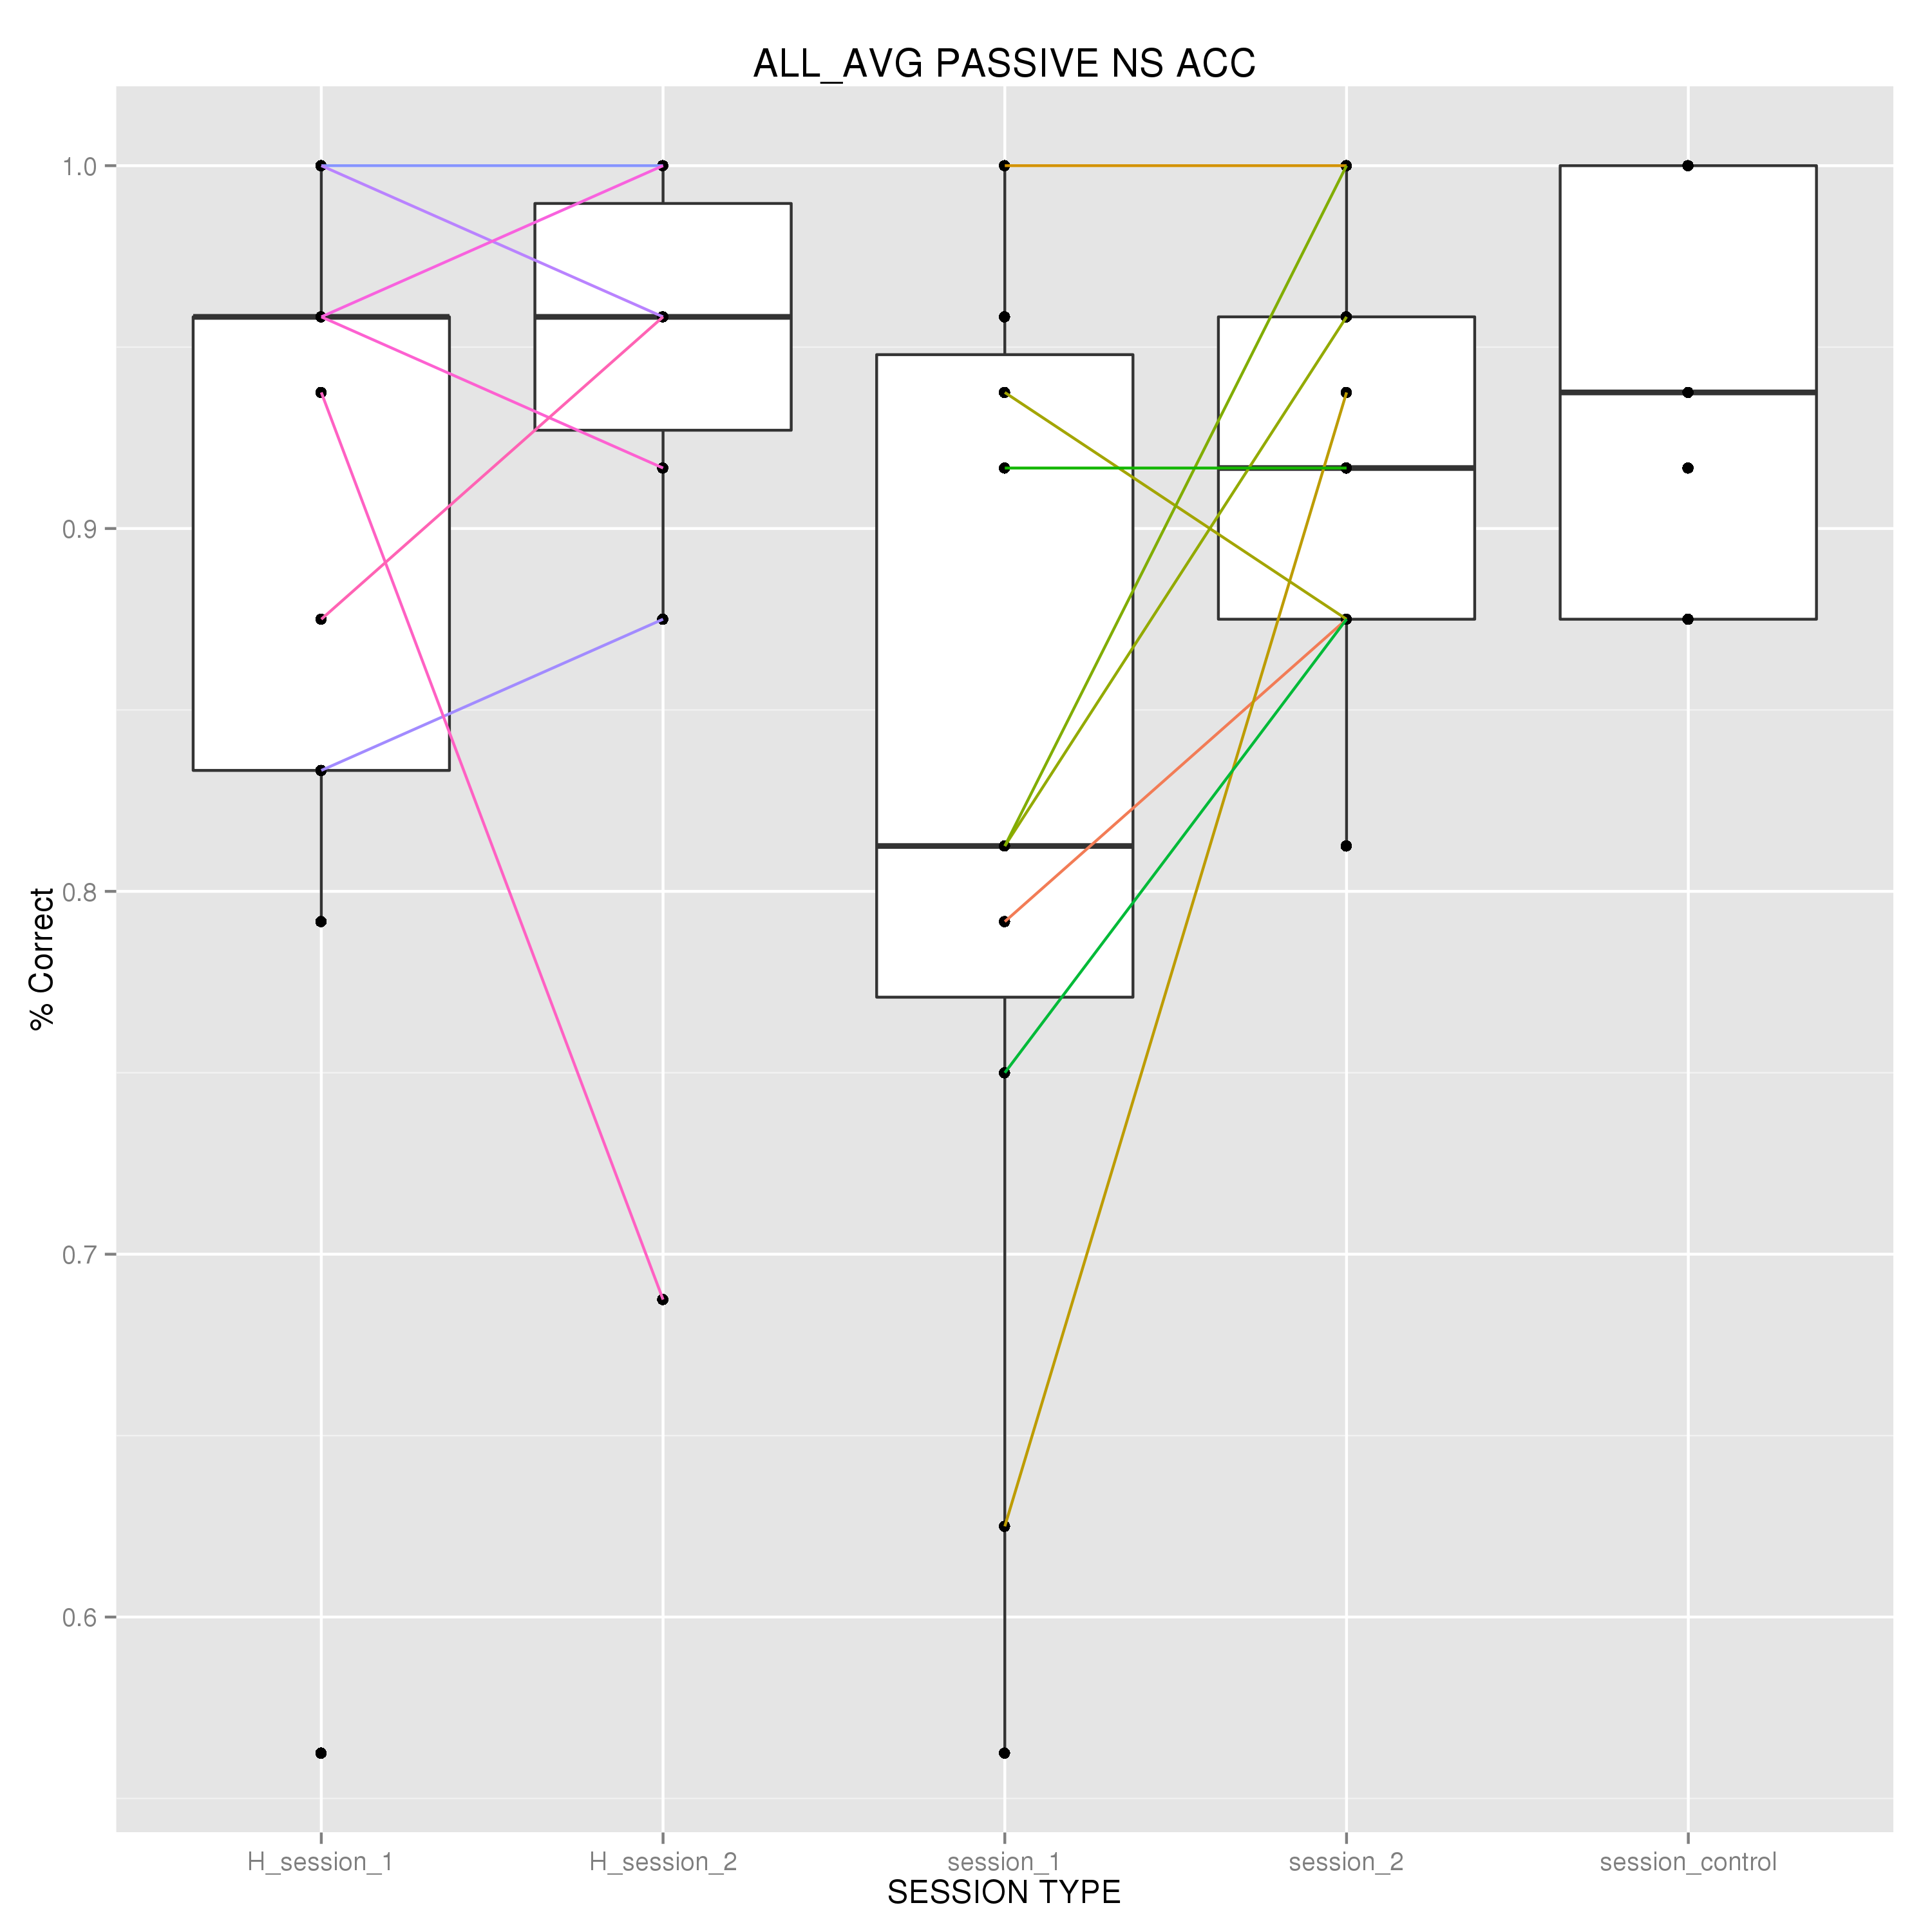 ALL_AVG PASSIVE NS ACC
1.0
0.9
0.8
0.7
0.6
% Correct
H_session_1
H_session_2
session_1
session_2
session_control
SESSION TYPE